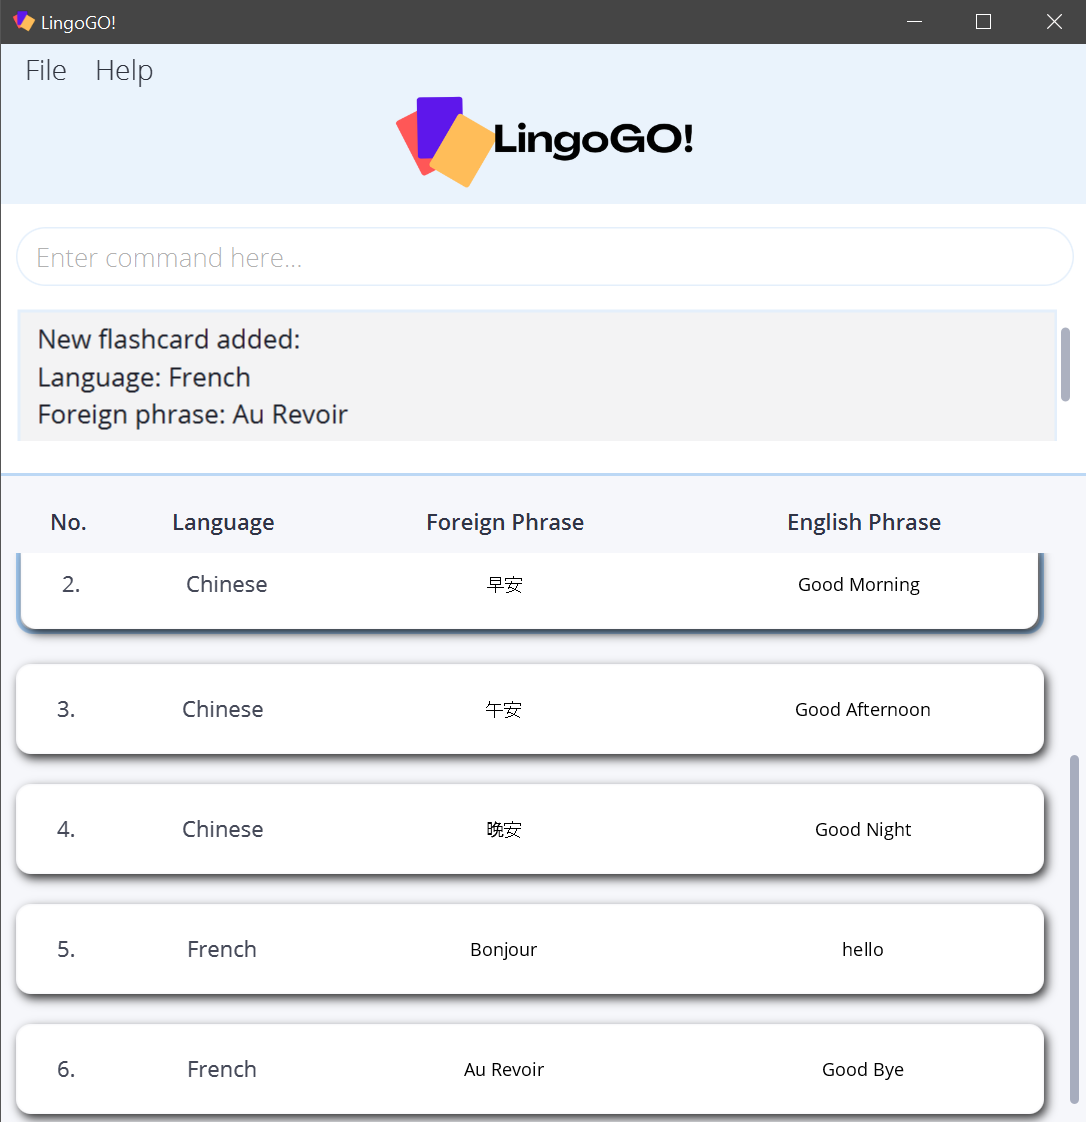 LingoGO!
File Help
LingoGO!
Enter command here...
New flashcard added:
Language: French
Foreign phrase: Au Revoir
No. Language Foreign Phrase English Phrase
2. Chinese 早安 Good Morning
3. Chinese 午安 Good Afternoon
4. Chinese 晚安 Good Night
5. French Bonjour hello
6. French Au Revoir Good Bye